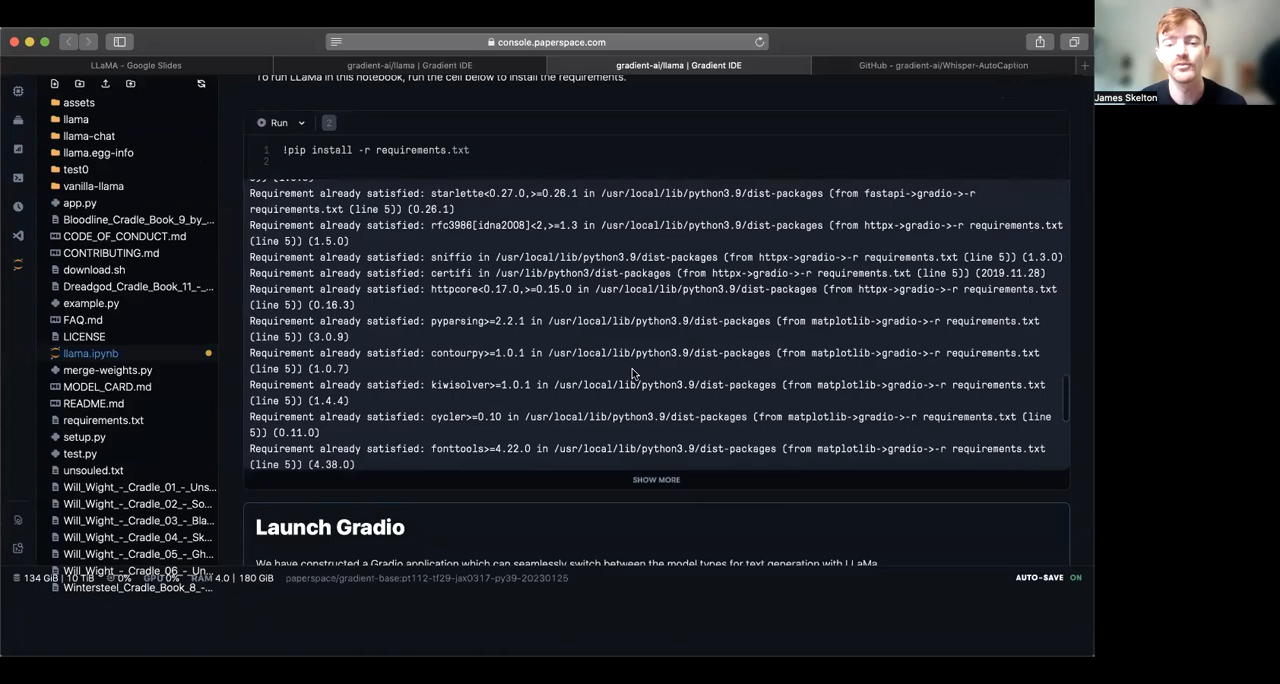 console.paperspace.com
LLaMA - Google Slides
gradient-ai/llama | Gradient IDE
gradient-ai/llama | Gradient IDE
GitHub - gradient-ai/Whisper-AutoCaption
James Skelton
assets
llama
llama-chat
llama.egg-info
test0
vanilla-llama
app.py
Bloodline_Cradle_Book_9_by_...
CODE_OF_CONDUCT.md
CONTRIBUTING.md
download.sh
Dreadgod_Cradle_Book_11_-_...
example.py
FAQ.md
LICENSE
llama.ipynb
merge-weights.py
MODEL_CARD.md
README.md
requirements.txt
setup.py
test.py
unsouled.txt
Will_Wight_-_Cradle_01_-_Uns...
Will_Wight_-_Cradle_02_-_So...
Will_Wight_-_Cradle_03_-_Bla...
Will_Wight_-_Cradle_04_-_Sk...
Will_Wight_-_Cradle_05_-_Gh...
Will_Wight_-_Cradle_06_-_Un...
Wintersteel_Cradle_Book_8_-...
To run LLaMa in this notebook, run the cell below to install the requirements.
Run
2
1 !pip install -r requirements.txt
2
Requirement already satisfied: starlette<0.27.0,>=0.26.1 in /usr/local/lib/python3.9/dist-packages (from fastapi->gradio->-r
requirements.txt (line 5)) (0.26.1)
Requirement already satisfied: rfc3986[idna2008]<2,>=1.3 in /usr/local/lib/python3.9/dist-packages (from httpx->gradio->-r requirements.txt
(line 5)) (1.5.0)
Requirement already satisfied: sniffio in /usr/local/lib/python3.9/dist-packages (from httpx->gradio->-r requirements.txt (line 5)) (1.3.0)
Requirement already satisfied: certifi in /usr/lib/python3/dist-packages (from httpx->gradio->-r requirements.txt (line 5)) (2019.11.28)
Requirement already satisfied: httpcore<0.17.0,>=0.15.0 in /usr/local/lib/python3.9/dist-packages (from httpx->gradio->-r requirements.txt
(line 5)) (0.16.3)
Requirement already satisfied: pyparsing>=2.2.1 in /usr/local/lib/python3.9/dist-packages (from matplotlib->gradio->-r requirements.txt
(line 5)) (3.0.9)
Requirement already satisfied: contourpy>=1.0.1 in /usr/local/lib/python3.9/dist-packages (from matplotlib->gradio->-r requirements.txt
(line 5)) (1.0.7)
Requirement already satisfied: kiwisolver>=1.0.1 in /usr/local/lib/python3.9/dist-packages (from matplotlib->gradio->-r requirements.txt
(line 5)) (1.4.4)
Requirement already satisfied: cycler>=0.10 in /usr/local/lib/python3.9/dist-packages (from matplotlib->gradio->-r requirements.txt (line
5)) (0.11.0)
Requirement already satisfied: fonttools>=4.22.0 in /usr/local/lib/python3.9/dist-packages (from matplotlib->gradio->-r requirements.txt
(line 5)) (4.38.0)
SHOW MORE
Launch Gradio
We have constructed a Gradio application which can seamlessly switch between the model types for text generation with LLaMa
134 GiB | 10 TiB 0% GPU 0% RAM 4.0 | 180 GiB paperspace/gradient-base:pt112-tf29-jax0317-py39-20230125
AUTO-SAVE ON